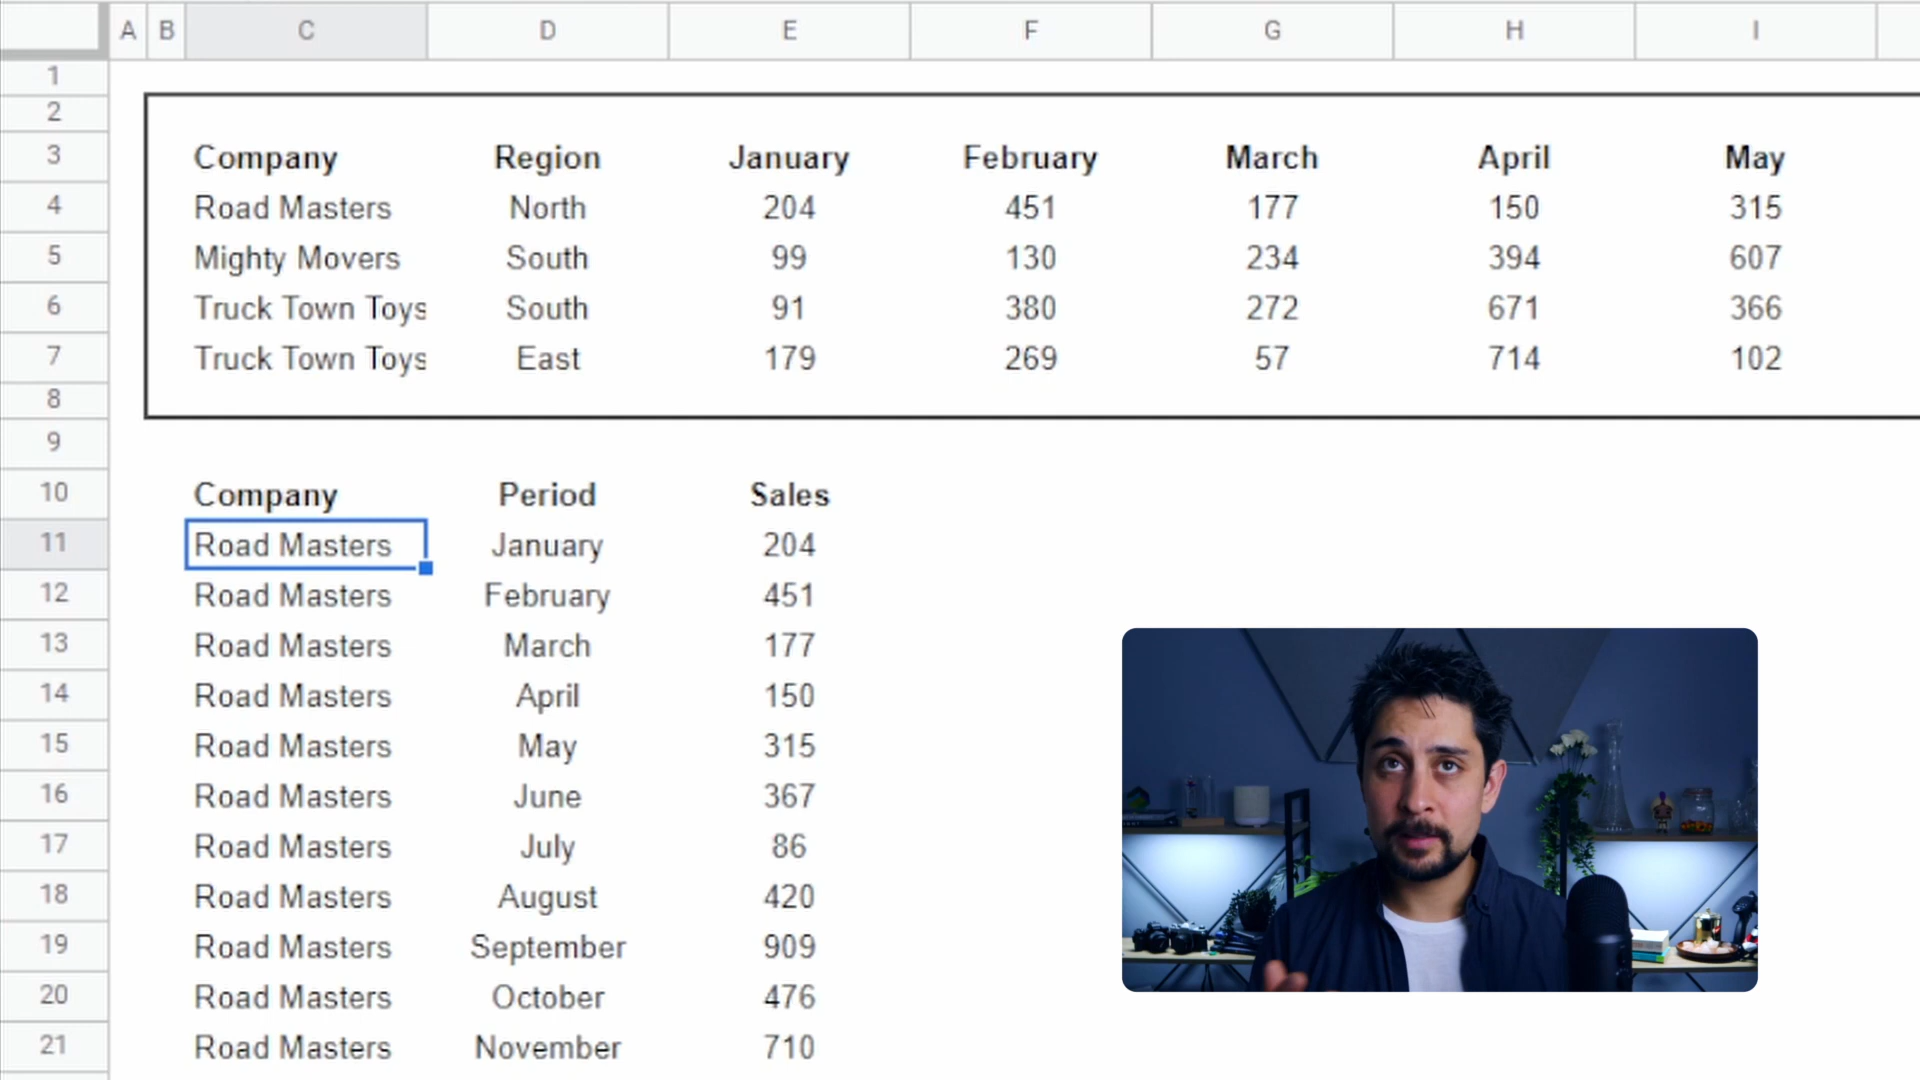 A B C D E F G H I
1
2
3 Company Region January February March April May
4 Road Masters North 204 451 177 150 315
5 Mighty Movers South 99 130 234 394 607
6 Truck Town Toys South 91 380 272 671 366
7 Truck Town Toys East 179 269 57 714 102
8
9
10 Company Period Sales
11 Road Masters January 204
12 Road Masters February 451
13 Road Masters March 177
14 Road Masters April 150
15 Road Masters May 315
16 Road Masters June 367
17 Road Masters July 86
18 Road Masters August 420
19 Road Masters September 909
20 Road Masters October 476
21 Road Masters November 710